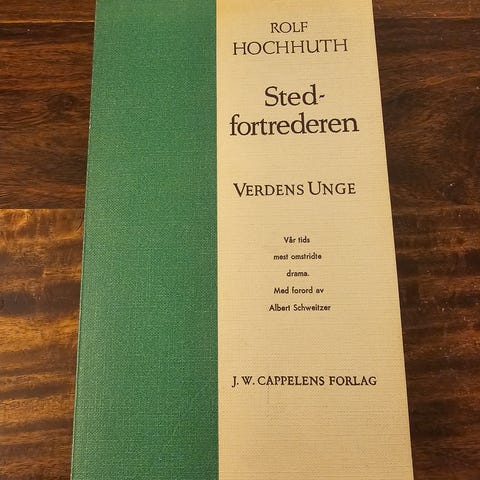 ROLF
HOCHHUTH
Sted-
fortrederen
VERDENS UNGE
Vår tids
mest omstridte
drama.
Med forord av
Albert Schweitzer
J. W. CAPPELENS FORLAG